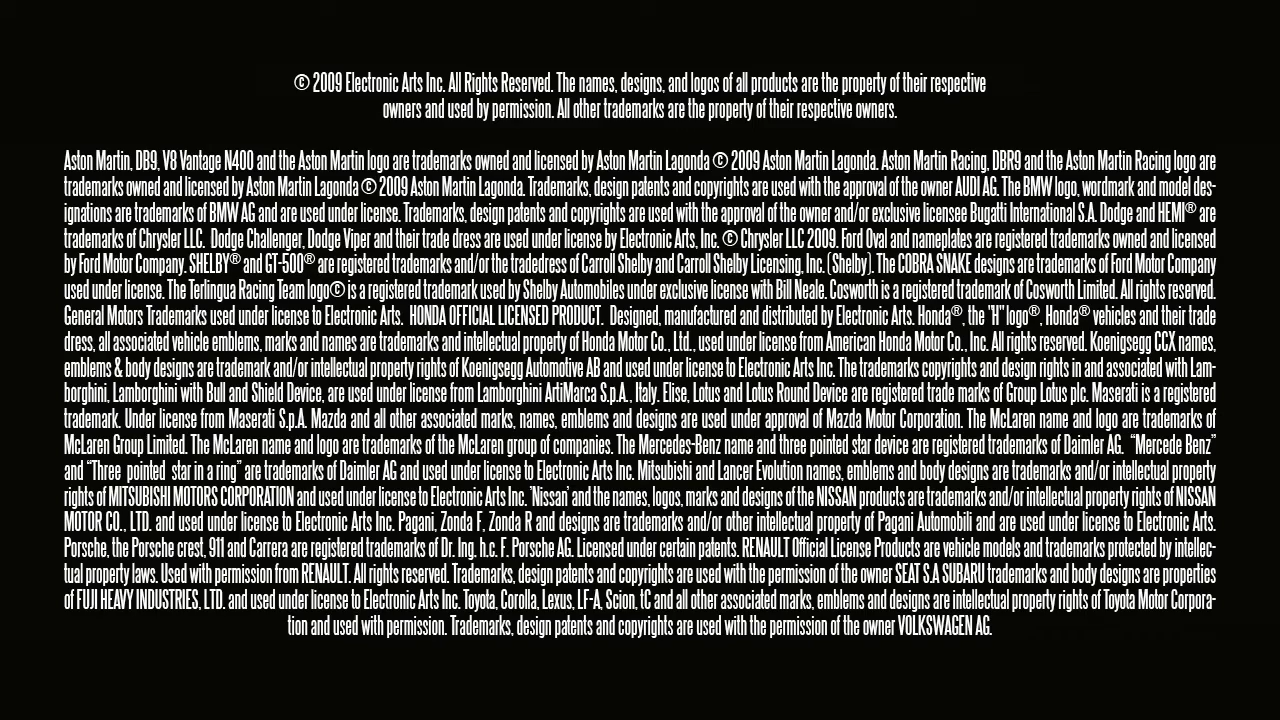 © 2009 Electronic Arts Inc. All Rights Reserved. The names, designs, and logos of all products are the property of their respective
owners and used by permission. All other trademarks are the property of their respective owners.
Aston Martin, DB9, V8 Vantage N400 and the Aston Martin logo are trademarks owned and licensed by Aston Martin Lagonda © 2009 Aston Martin Lagonda. Aston Martin Racing, DBR9 and the Aston Martin Racing logo are
trademarks owned and licensed by Aston Martin Lagonda © 2009 Aston Martin Lagonda. Trademarks, design patents and copyrights are used with the approval of the owner AUDI AG. The BMW logo, wordmark and model des-
ignations are trademarks of BMW AG and are used under license. Trademarks, design patents and copyrights are used with the approval of the owner and/or exclusive licensee Bugatti International S.A. Dodge and HEMI® are
trademarks of Chrysler LLC.  Dodge Challenger, Dodge Viper and their trade dress are used under license by Electronic Arts, Inc. © Chrysler LLC 2009. Ford Oval and nameplates are registered trademarks owned and licensed
by Ford Motor Company. SHELBY® and GT-500® are registered trademarks and/or the tradedress of Carroll Shelby and Carroll Shelby Licensing, Inc. (Shelby). The COBRA SNAKE designs are trademarks of Ford Motor Company
used under license. The Terlingua Racing Team logo© is a registered trademark used by Shelby Automobiles under exclusive license with Bill Neale. Cosworth is a registered trademark of Cosworth Limited. All rights reserved.
General Motors Trademarks used under license to Electronic Arts.  HONDA OFFICIAL LICENSED PRODUCT.  Designed, manufactured and distributed by Electronic Arts. Honda®, the "H" logo®, Honda® vehicles and their trade
dress, all associated vehicle emblems, marks and names are trademarks and intellectual property of Honda Motor Co., Ltd., used under license from American Honda Motor Co., Inc. All rights reserved. Koenigsegg CCX names,
emblems & body designs are trademark and/or intellectual property rights of Koenigsegg Automotive AB and used under license to Electronic Arts Inc. The trademarks copyrights and design rights in and associated with Lam-
borghini, Lamborghini with Bull and Shield Device, are used under license from Lamborghini ArtiMarca S.p.A., Italy. Elise, Lotus and Lotus Round Device are registered trade marks of Group Lotus plc. Maserati is a registered
trademark. Under license from Maserati S.p.A. Mazda and all other associated marks, names, emblems and designs are used under approval of Mazda Motor Corporation. The McLaren name and logo are trademarks of
McLaren Group Limited. The McLaren name and logo are trademarks of the McLaren group of companies. The Mercedes-Benz name and three pointed star device are registered trademarks of Daimler AG.  “Mercede Benz”
and “Three  pointed  star in a ring” are trademarks of Daimler AG and used under license to Electronic Arts Inc. Mitsubishi and Lancer Evolution names, emblems and body designs are trademarks and/or intellectual property
rights of MITSUBISHI MOTORS CORPORATION and used under license to Electronic Arts Inc. 'Nissan' and the names, logos, marks and designs of the NISSAN products are trademarks and/or intellectual property rights of NISSAN
MOTOR CO., LTD. and used under license to Electronic Arts Inc. Pagani, Zonda F, Zonda R and designs are trademarks and/or other intellectual property of Pagani Automobili and are used under license to Electronic Arts.
Porsche, the Porsche crest, 911 and Carrera are registered trademarks of Dr. Ing. h.c. F. Porsche AG. Licensed under certain patents. RENAULT Official License Products are vehicle models and trademarks protected by intellec-
tual property laws. Used with permission from RENAULT. All rights reserved. Trademarks, design patents and copyrights are used with the permission of the owner SEAT S.A SUBARU trademarks and body designs are properties
of FUJI HEAVY INDUSTRIES, LTD. and used under license to Electronic Arts Inc. Toyota, Corolla, Lexus, LF-A, Scion, tC and all other associated marks, emblems and designs are intellectual property rights of Toyota Motor Corpora-
tion and used with permission. Trademarks, design patents and copyrights are used with the permission of the owner VOLKSWAGEN AG.